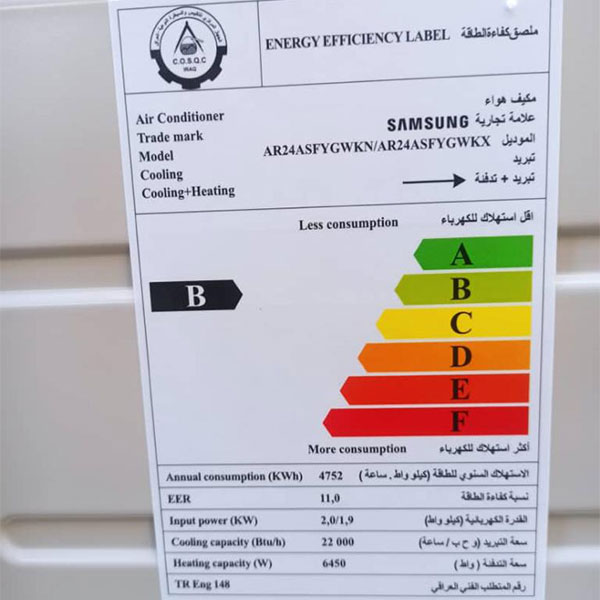 C.O.S.Q.C
IRAQ
ENERGY EFFICIENCY LABEL ملصق كفاءة الطاقة
Air Conditioner مكيف هواء
Trade mark SAMSUNG علامة تجارية
Model AR24ASFYGWKN/AR24ASFYGWKX الموديل
Cooling تبريد
Cooling+Heating تبريد + تدفئة
Less consumption اقل استهلاك للكهرباء
A
B B
C
D
E
F
More consumption أكثر استهلاك للكهرباء
Annual consumption (KWh) 4752 الاستهلاك السنوي للطاقة (كيلو واط . ساعة)
EER 11,0 نسبة كفاءة الطاقة
Input power (KW) 2,0/1,9 القدرة الكهربائية (كيلو واط)
Cooling capacity (Btu/h) 22 000 سعة التبريد (و ح ب / ساعة)
Heating capacity (W) 6450 سعة التدفئة ( واط )
TR Eng 148 رقم المتطلب الفني العراقي